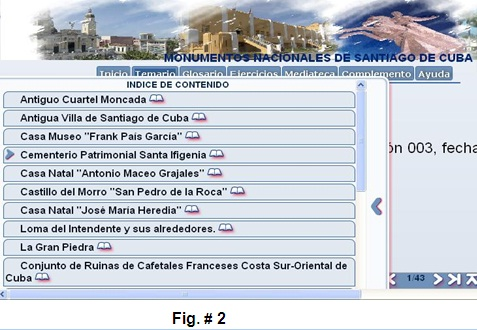 MONUMENTOS NACIONALES DE SANTIAGO DE CUBA
Inicio Temario Glosario Ejercicios Mediateca Complemento Ayuda
INDICE DE CONTENIDO
Antiguo Cuartel Moncada
Antigua Villa de Santiago de Cuba
Casa Museo "Frank País García"
Cementerio Patrimonial Santa Ifigenia
ón 003, fecha
Casa Natal "Antonio Maceo Grajales"
Castillo del Morro "San Pedro de la Roca"
Casa Natal "José María Heredia"
Loma del Intendente y sus alrededores.
La Gran Piedra
Conjunto de Ruinas de Cafetales Franceses Costa Sur-Oriental de
Cuba
1/43
Fig. # 2